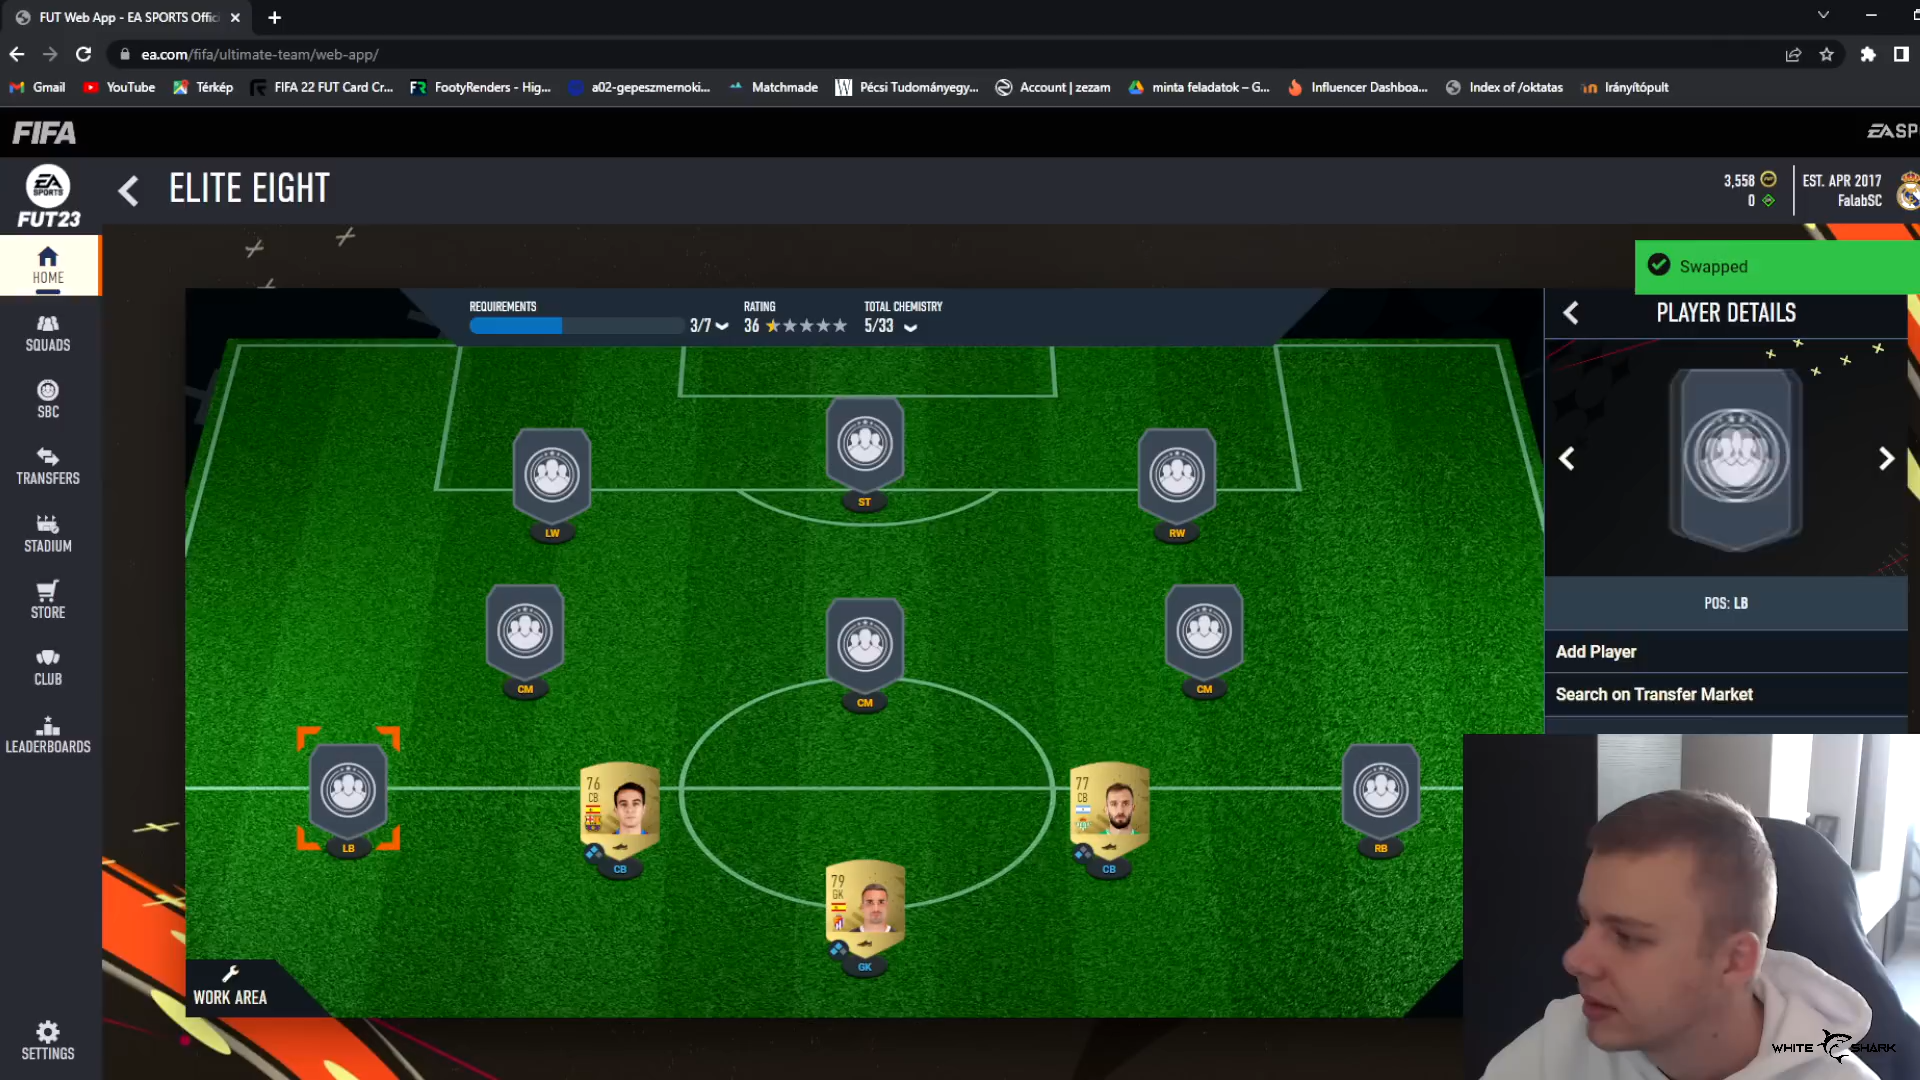 FUT Web App - EA SPORTS Offic
ea.com/fifa/ultimate-team/web-app/
Gmail
YouTube
Térkép
FIFA 22 FUT Card Cr...
FootyRenders - Hig...
a02-gepeszmernoki...
Matchmade
Pécsi Tudományegy...
Account | zezam
minta feladatok – G...
Influencer Dashboa...
Index of /oktatas
Irányítópult
FIFA
EA SP
EA SPORTS
FUT23
ELITE EIGHT
3,558
0
EST. APR 2017
FalabSC
Swapped
HOME
SQUADS
SBC
TRANSFERS
STADIUM
STORE
CLUB
LEADERBOARDS
SETTINGS
REQUIREMENTS
3/7
RATING
36
TOTAL CHEMISTRY
5/33
PLAYER DETAILS
POS: LB
Add Player
Search on Transfer Market
ST
LW
RW
CM
CM
CM
LB
76
CB
CB
77
CB
CB
RB
79
GK
GK
WORK AREA
WHITE SHARK